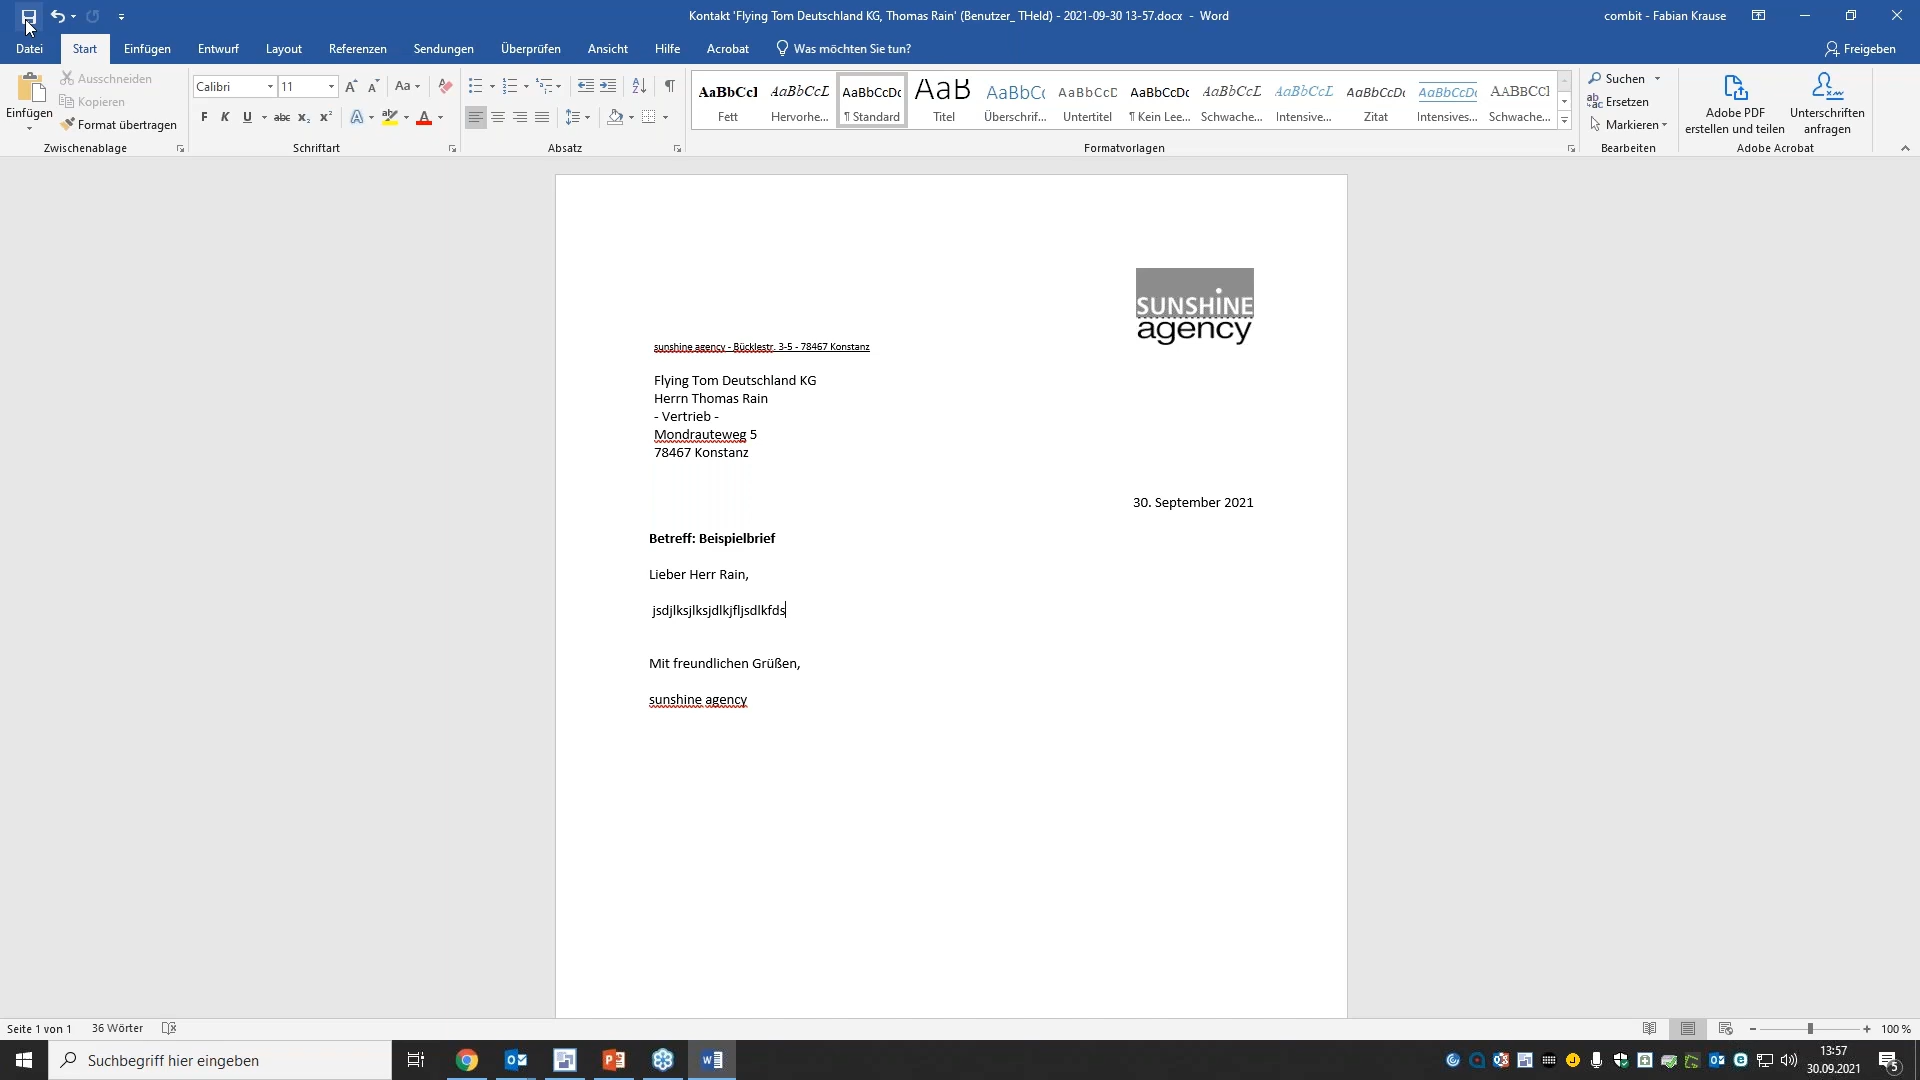 Kontakt 'Flying Tom Deutschland KG, Thomas Rain' (Benutzer_ THeld) - 2021-09-30 13-57.docx - Word
combit - Fabian Krause
Datei Start Einfügen Entwurf Layout Referenzen Sendungen Überprüfen Ansicht Hilfe Acrobat Was möchten Sie tun? Freigeben
Einfügen
Ausschneiden
Kopieren
Format übertragen
Zwischenablage
Calibri 11
Aa
F K U abc x₂ x²
Schriftart
Absatz
AaBbCcI AaBbCcL AaBbCcDc AaB AaBbC( AaBbCcD AaBbCcDc AaBbCcL AaBbCcL AaBbCcDc AaBbCcDc AABBCCI
Fett Hervorhe... ¶ Standard Titel Überschrif... Untertitel ¶ Kein Lee... Schwache... Intensive... Zitat Intensives... Schwache...
Formatvorlagen
Suchen
Ersetzen
Markieren
Bearbeiten
Adobe PDF
erstellen und teilen
Unterschriften
anfragen
Adobe Acrobat
SUNSHiNE
agency
sunshine agency - Bücklestr. 3-5 - 78467 Konstanz
Flying Tom Deutschland KG
Herrn Thomas Rain
- Vertrieb -
Mondrauteweg 5
78467 Konstanz
30. September 2021
Betreff: Beispielbrief
Lieber Herr Rain,
jsdjlksjlksjdlkjfljsdlkfds
Mit freundlichen Grüßen,
sunshine agency
Seite 1 von 1 36 Wörter
100 %
Suchbegriff hier eingeben
13:57
30.09.2021
5